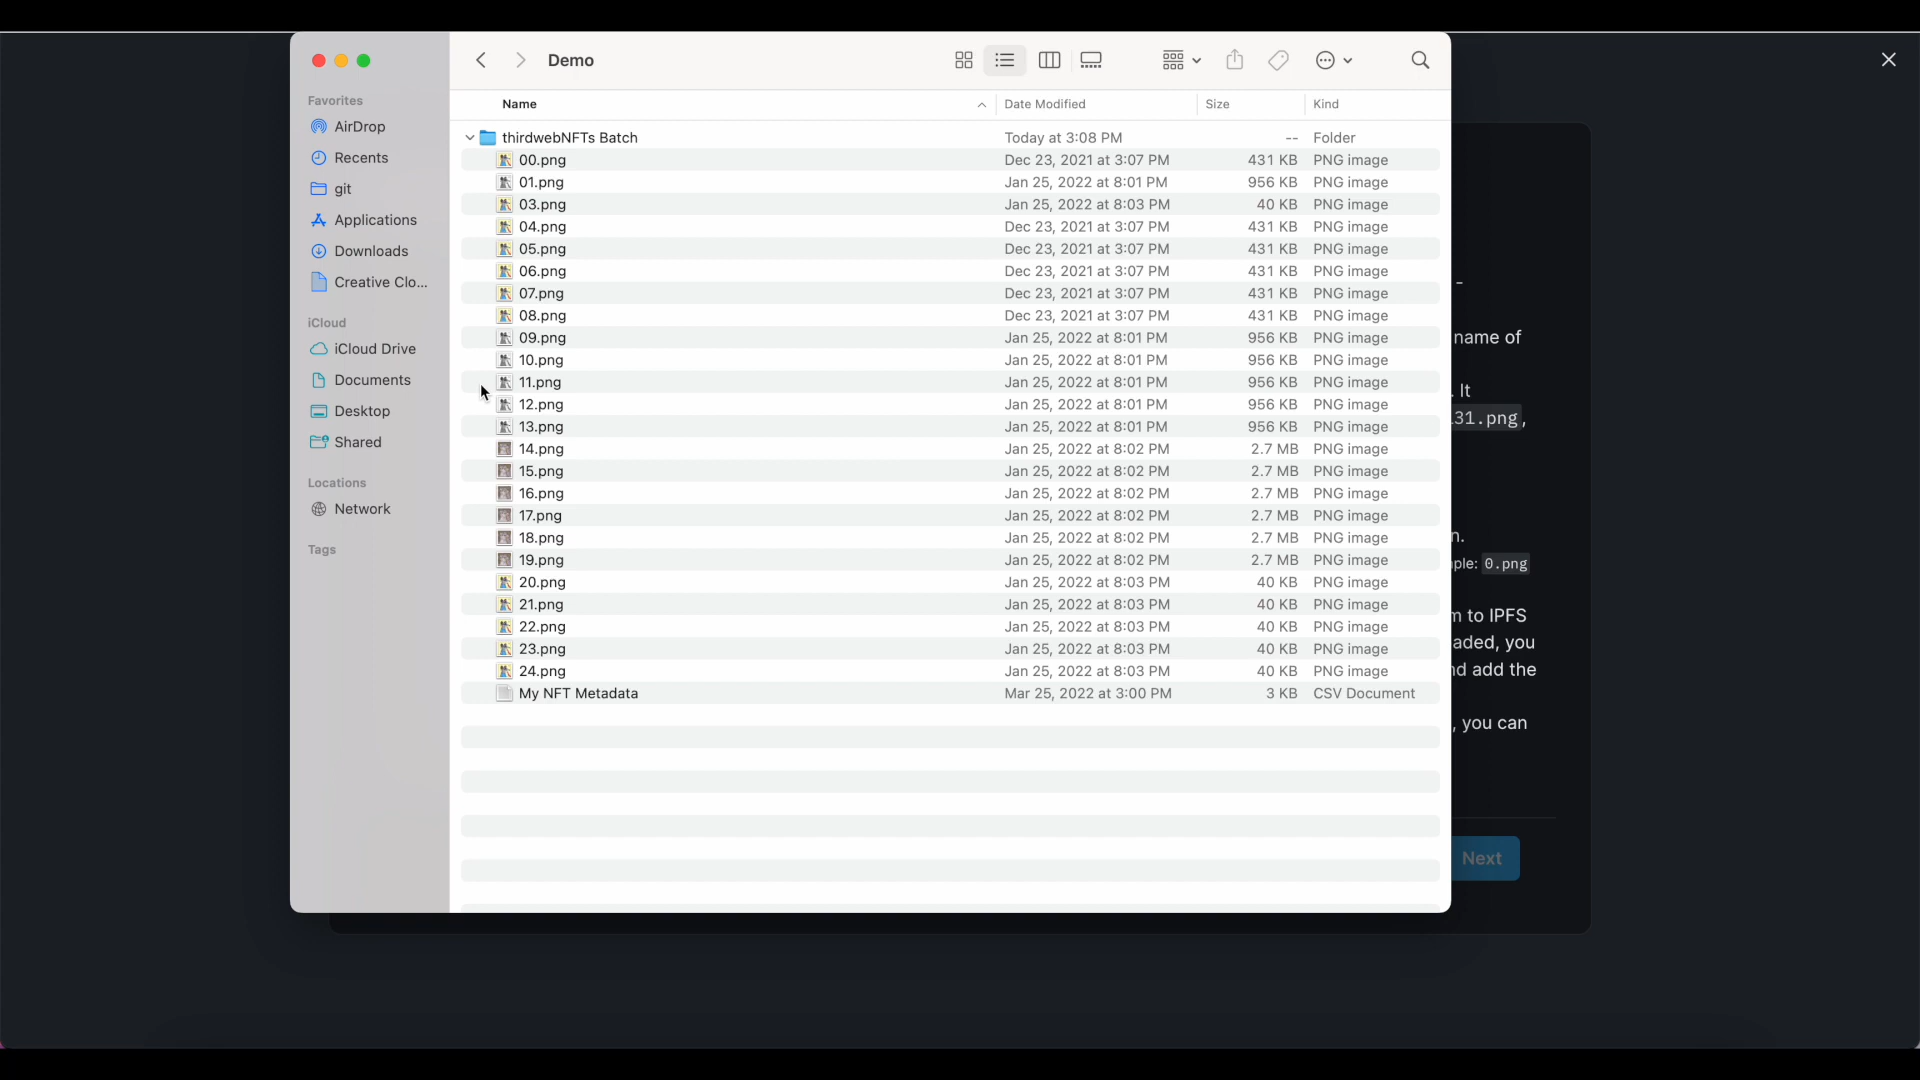 Demo
Favorites
AirDrop
Recents
git
Applications
Downloads
Creative Clo...
iCloud
iCloud Drive
Documents
Desktop
Shared
Locations
Network
Tags
Name Date Modified Size Kind
thirdwebNFTs Batch Today at 3:08 PM -- Folder
00.png Dec 23, 2021 at 3:07 PM 431 KB PNG image
01.png Jan 25, 2022 at 8:01 PM 956 KB PNG image
03.png Jan 25, 2022 at 8:03 PM 40 KB PNG image
04.png Dec 23, 2021 at 3:07 PM 431 KB PNG image
05.png Dec 23, 2021 at 3:07 PM 431 KB PNG image
06.png Dec 23, 2021 at 3:07 PM 431 KB PNG image
07.png Dec 23, 2021 at 3:07 PM 431 KB PNG image
08.png Dec 23, 2021 at 3:07 PM 431 KB PNG image
09.png Jan 25, 2022 at 8:01 PM 956 KB PNG image
10.png Jan 25, 2022 at 8:01 PM 956 KB PNG image
11.png Jan 25, 2022 at 8:01 PM 956 KB PNG image
12.png Jan 25, 2022 at 8:01 PM 956 KB PNG image
13.png Jan 25, 2022 at 8:01 PM 956 KB PNG image
14.png Jan 25, 2022 at 8:02 PM 2.7 MB PNG image
15.png Jan 25, 2022 at 8:02 PM 2.7 MB PNG image
16.png Jan 25, 2022 at 8:02 PM 2.7 MB PNG image
17.png Jan 25, 2022 at 8:02 PM 2.7 MB PNG image
18.png Jan 25, 2022 at 8:02 PM 2.7 MB PNG image
19.png Jan 25, 2022 at 8:02 PM 2.7 MB PNG image
20.png Jan 25, 2022 at 8:03 PM 40 KB PNG image
21.png Jan 25, 2022 at 8:03 PM 40 KB PNG image
22.png Jan 25, 2022 at 8:03 PM 40 KB PNG image
23.png Jan 25, 2022 at 8:03 PM 40 KB PNG image
24.png Jan 25, 2022 at 8:03 PM 40 KB PNG image
My NFT Metadata Mar 25, 2022 at 3:00 PM 3 KB CSV Document
-
name of
. It
31.png,
n.
ple: 0.png
to IPFS
aded, you
d add the
, you can
Next